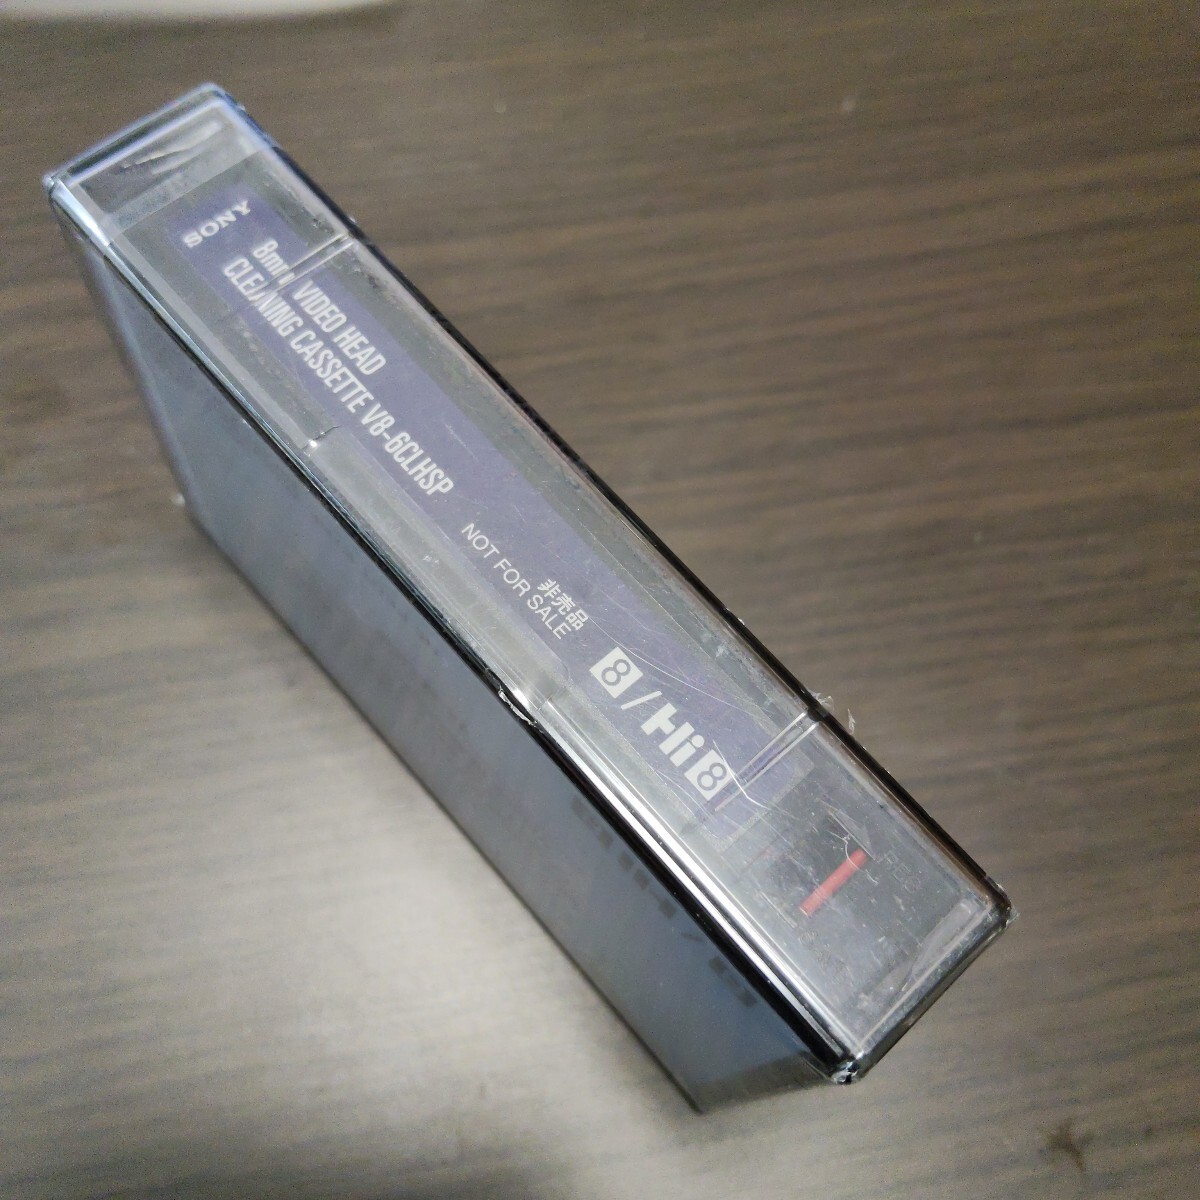 SONY
8mm VIDEO HEAD
CLEANING CASSETTE V8-6CLHSP
非売品
NOT FOR SALE
8/Hi8